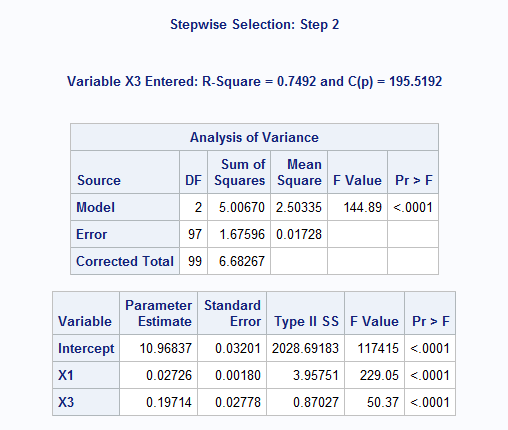 Stepwise Selection: Step 2
Variable X3 Entered: R-Square = 0.7492 and C(p) = 195.5192
Analysis of Variance
Source DF Sum of Squares Mean Square F Value Pr > F
Model 2 5.00670 2.50335 144.89 <.0001
Error 97 1.67596 0.01728
Corrected Total 99 6.68267
Variable Parameter Estimate Standard Error Type II SS F Value Pr > F
Intercept 10.96837 0.03201 2028.69183 117415 <.0001
X1 0.02726 0.00180 3.95751 229.05 <.0001
X3 0.19714 0.02778 0.87027 50.37 <.0001